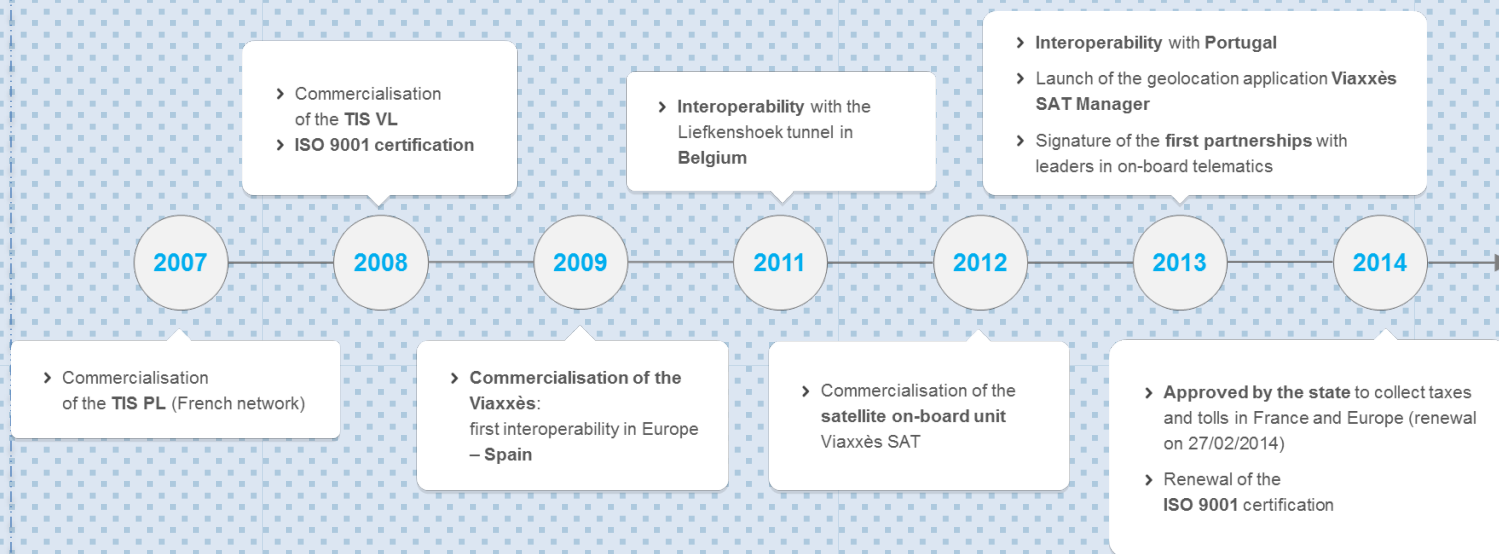 Commercialisation
of the TIS VL
ISO 9001 certification
Interoperability with the
Liefkenshoek tunnel in
Belgium
Interoperability with Portugal
Launch of the geolocation application Viaxxès
SAT Manager
Signature of the first partnerships with
leaders in on-board telematics
2007
2008
2009
2011
2012
2013
2014
Commercialisation
of the TIS PL (French network)
Commercialisation of the
Viaxxès:
first interoperability in Europe
– Spain
Commercialisation of the
satellite on-board unit
Viaxxès SAT
Approved by the state to collect taxes
and tolls in France and Europe (renewal
on 27/02/2014)
Renewal of the
ISO 9001 certification